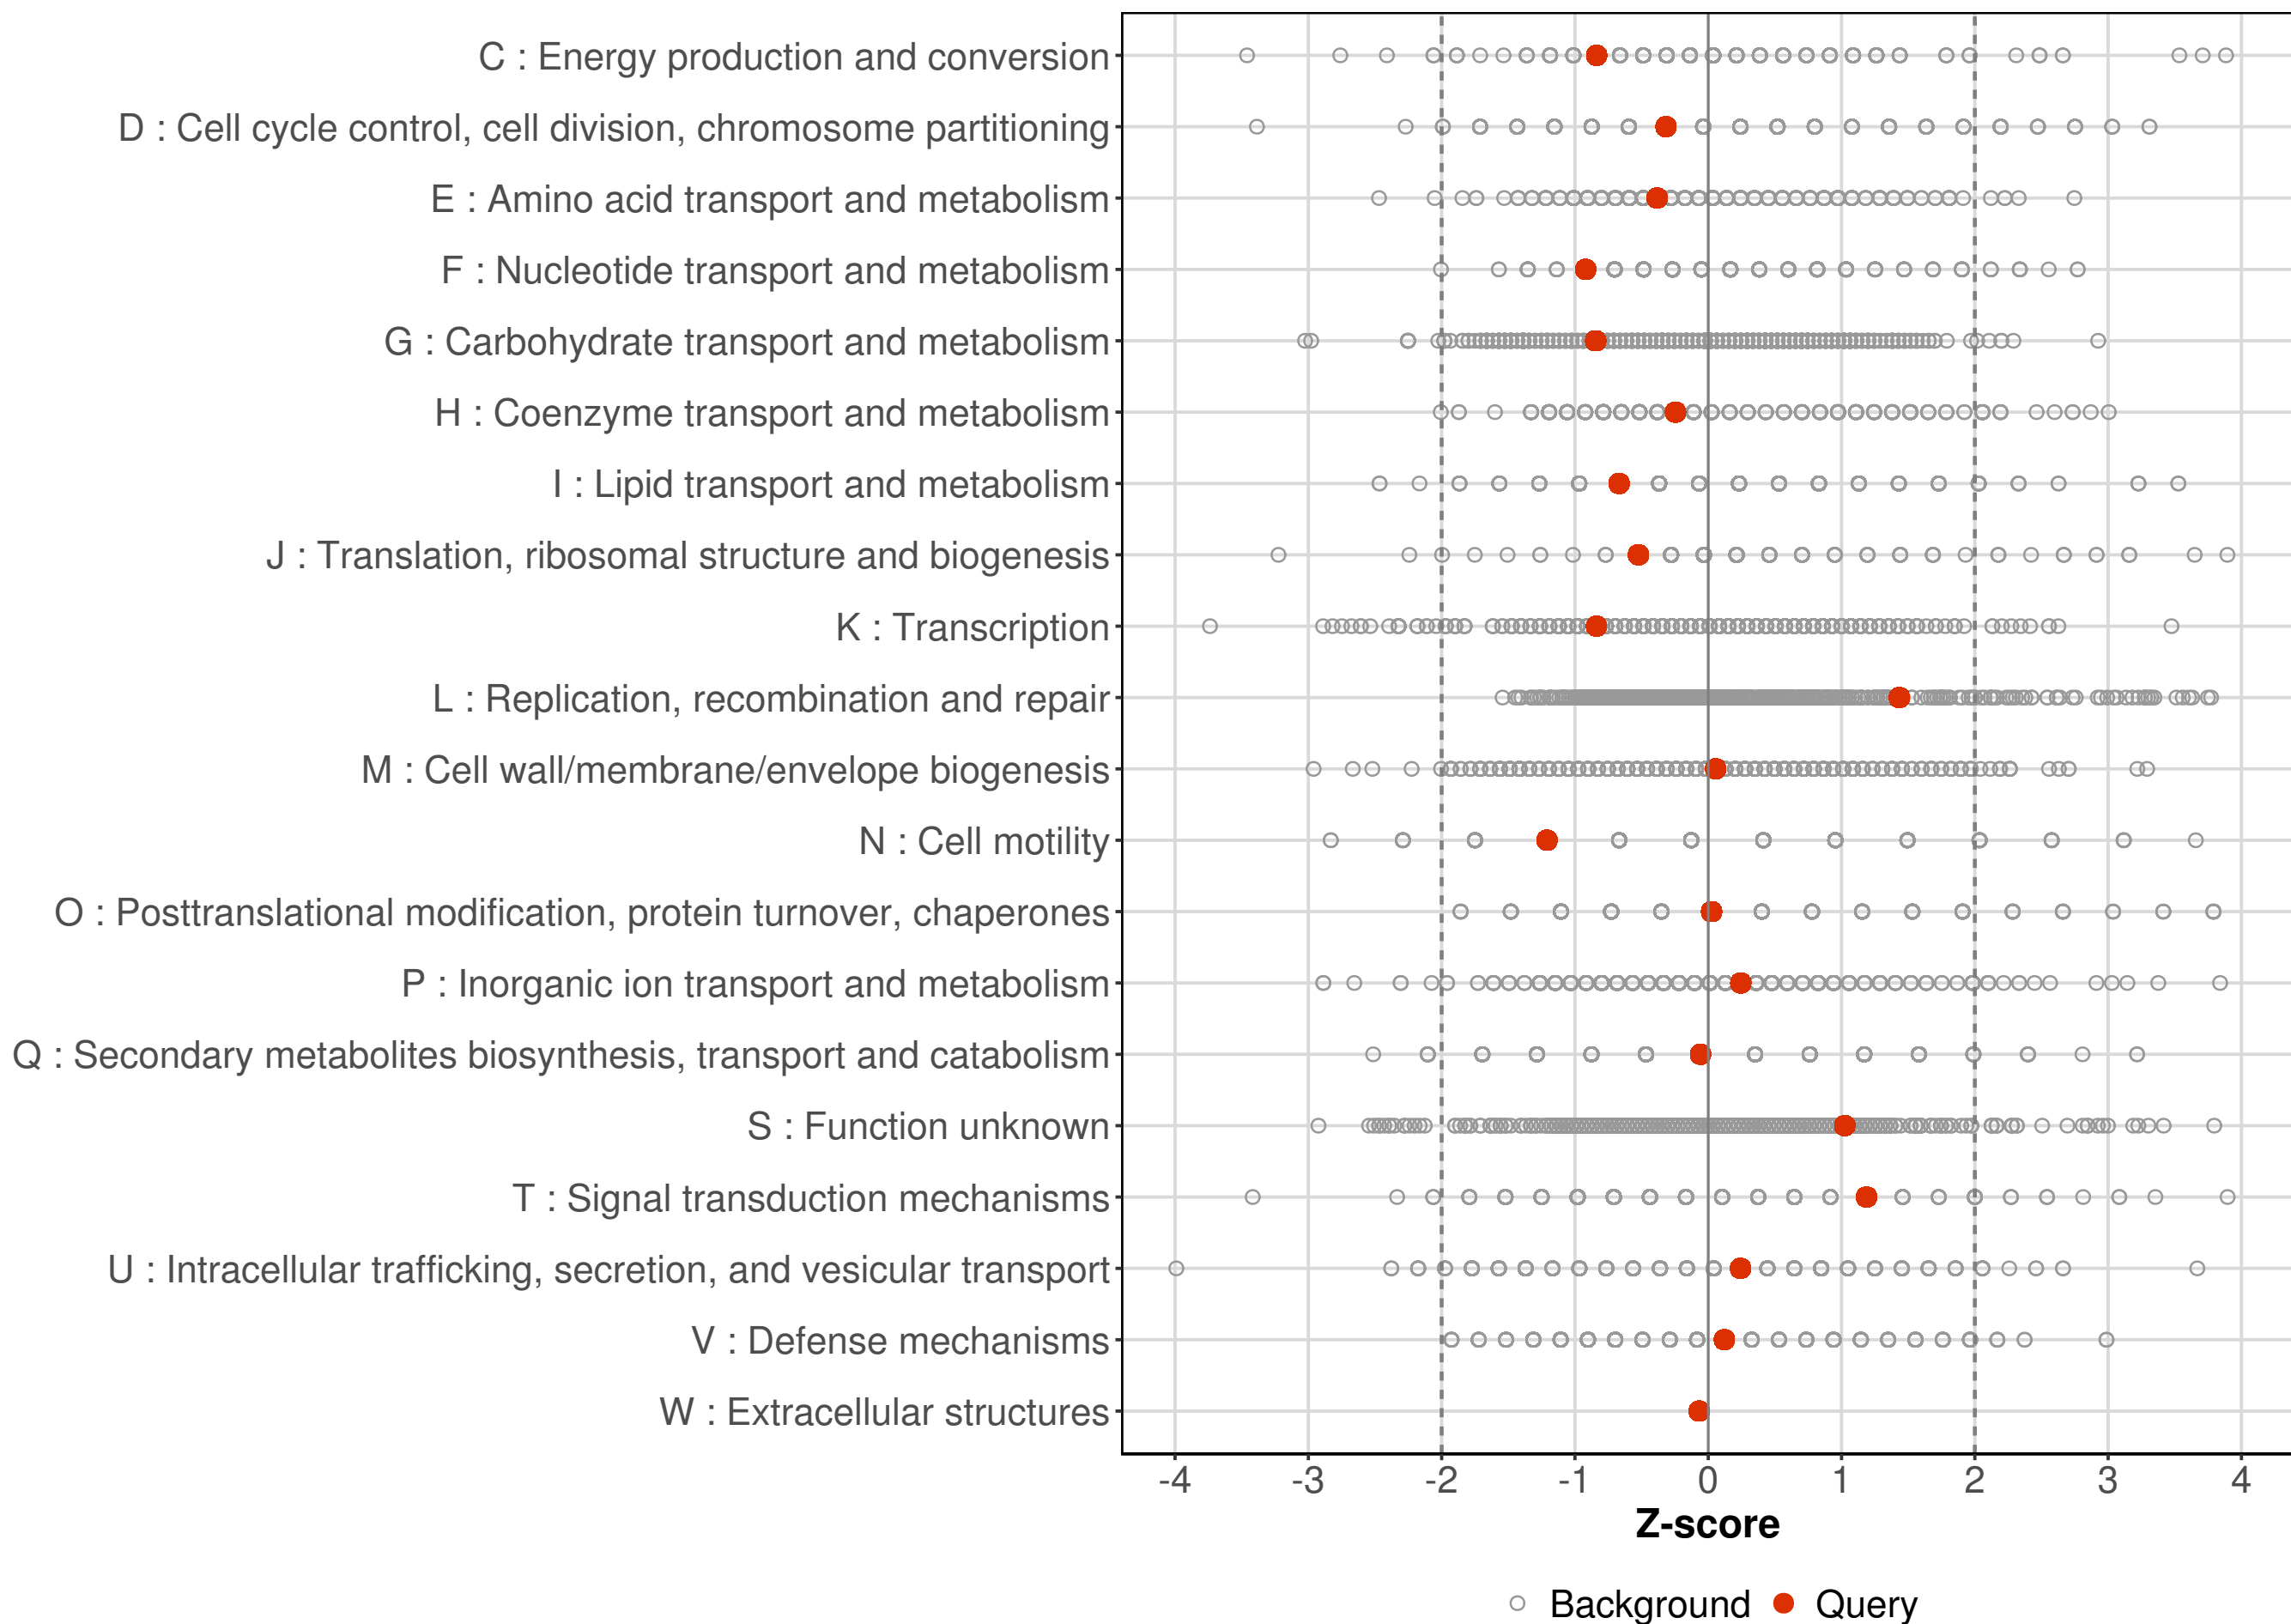 C : Energy production and conversion
D : Cell cycle control, cell division, chromosome partitioning
E : Amino acid transport and metabolism
F : Nucleotide transport and metabolism
G : Carbohydrate transport and metabolism
H : Coenzyme transport and metabolism
I : Lipid transport and metabolism
J : Translation, ribosomal structure and biogenesis
K : Transcription
L : Replication, recombination and repair
M : Cell wall/membrane/envelope biogenesis
N : Cell motility
O : Posttranslational modification, protein turnover, chaperones
P : Inorganic ion transport and metabolism
Q : Secondary metabolites biosynthesis, transport and catabolism
S : Function unknown
T : Signal transduction mechanisms
U : Intracellular trafficking, secretion, and vesicular transport
V : Defense mechanisms
W : Extracellular structures
-4 -3 -2 -1 0 1 2 3 4
Z-score
Background Query